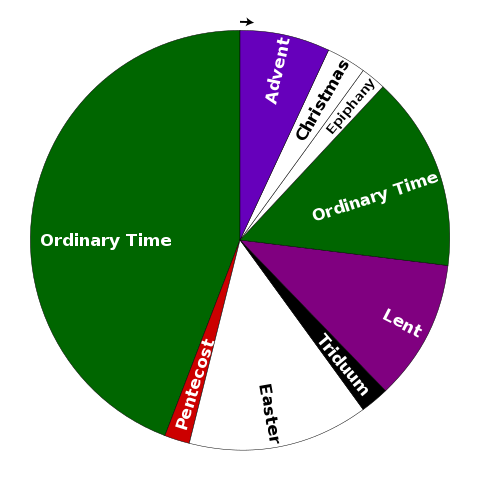 Advent
Christmas
Epiphany
Ordinary Time
Lent
Triduum
Easter
Pentecost
Ordinary Time